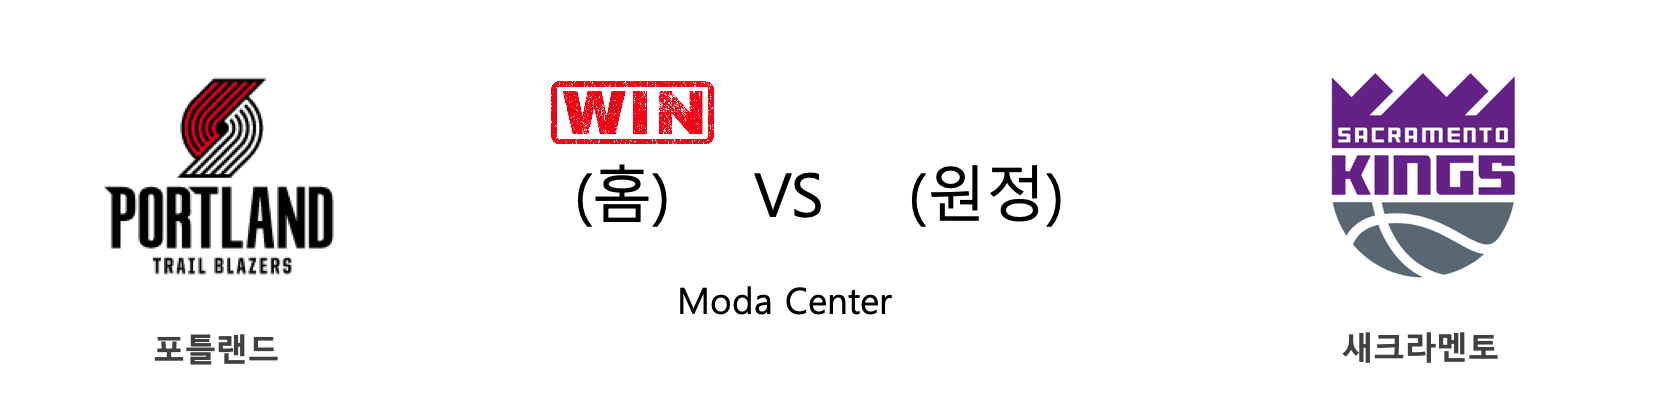 PORTLAND
TRAIL BLAZERS
포틀랜드
WIN
(홈) VS (원정)
Moda Center
SACRAMENTO
KINGS
새크라멘토